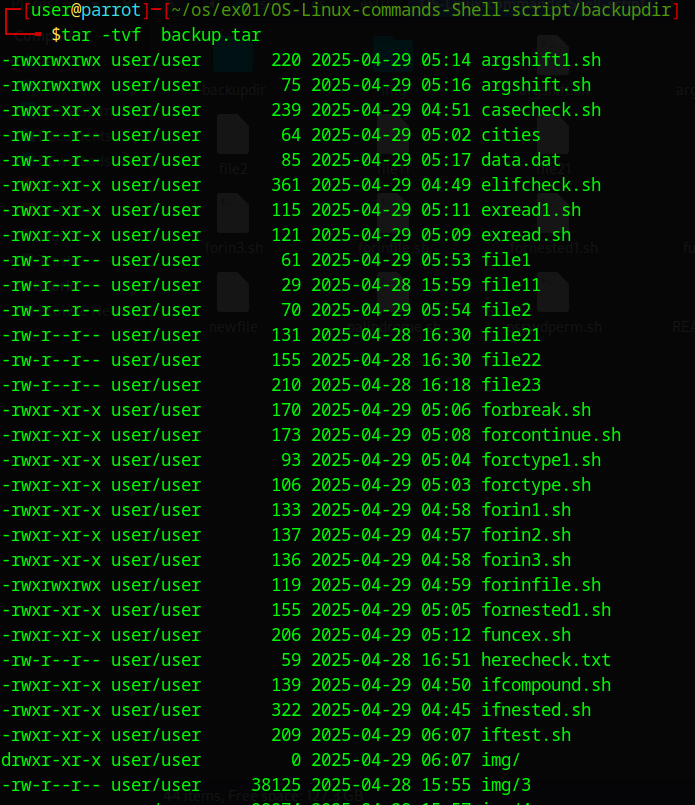 ┌─[user@parrot]─[~/os/ex01/OS-Linux-commands-Shell-script/backupdir]
└──╼ $tar -tvf  backup.tar
-rwxrwxrwx user/user       220 2025-04-29 05:14 argshift1.sh
-rwxrwxrwx user/user        75 2025-04-29 05:16 argshift.sh
-rwxr-xr-x user/user       239 2025-04-29 04:51 casecheck.sh
-rw-r--r-- user/user        64 2025-04-29 05:02 cities
-rw-r--r-- user/user        85 2025-04-29 05:17 data.dat
-rwxr-xr-x user/user       361 2025-04-29 04:49 elifcheck.sh
-rwxr-xr-x user/user       115 2025-04-29 05:11 exread1.sh
-rwxr-xr-x user/user       121 2025-04-29 05:09 exread.sh
-rw-r--r-- user/user        61 2025-04-29 05:53 file1
-rw-r--r-- user/user        29 2025-04-28 15:59 file11
-rw-r--r-- user/user        70 2025-04-29 05:54 file2
-rw-r--r-- user/user       131 2025-04-28 16:30 file21
-rw-r--r-- user/user       155 2025-04-28 16:30 file22
-rw-r--r-- user/user       210 2025-04-28 16:18 file23
-rwxr-xr-x user/user       170 2025-04-29 05:06 forbreak.sh
-rwxr-xr-x user/user       173 2025-04-29 05:08 forcontinue.sh
-rwxr-xr-x user/user        93 2025-04-29 05:04 forctype1.sh
-rwxr-xr-x user/user       106 2025-04-29 05:03 forctype.sh
-rwxr-xr-x user/user       133 2025-04-29 04:58 forin1.sh
-rwxr-xr-x user/user       137 2025-04-29 04:57 forin2.sh
-rwxr-xr-x user/user       136 2025-04-29 04:58 forin3.sh
-rwxrwxrwx user/user       119 2025-04-29 04:59 forinfile.sh
-rwxr-xr-x user/user       155 2025-04-29 05:05 fornested1.sh
-rwxr-xr-x user/user       206 2025-04-29 05:12 funcex.sh
-rw-r--r-- user/user        59 2025-04-28 16:51 herecheck.txt
-rwxr-xr-x user/user       139 2025-04-29 04:50 ifcompound.sh
-rwxr-xr-x user/user       322 2025-04-29 04:45 ifnested.sh
-rwxr-xr-x user/user       209 2025-04-29 06:07 iftest.sh
drwxr-xr-x user/user         0 2025-04-29 06:07 img/
-rw-r--r-- user/user     38125 2025-04-28 15:55 img/3